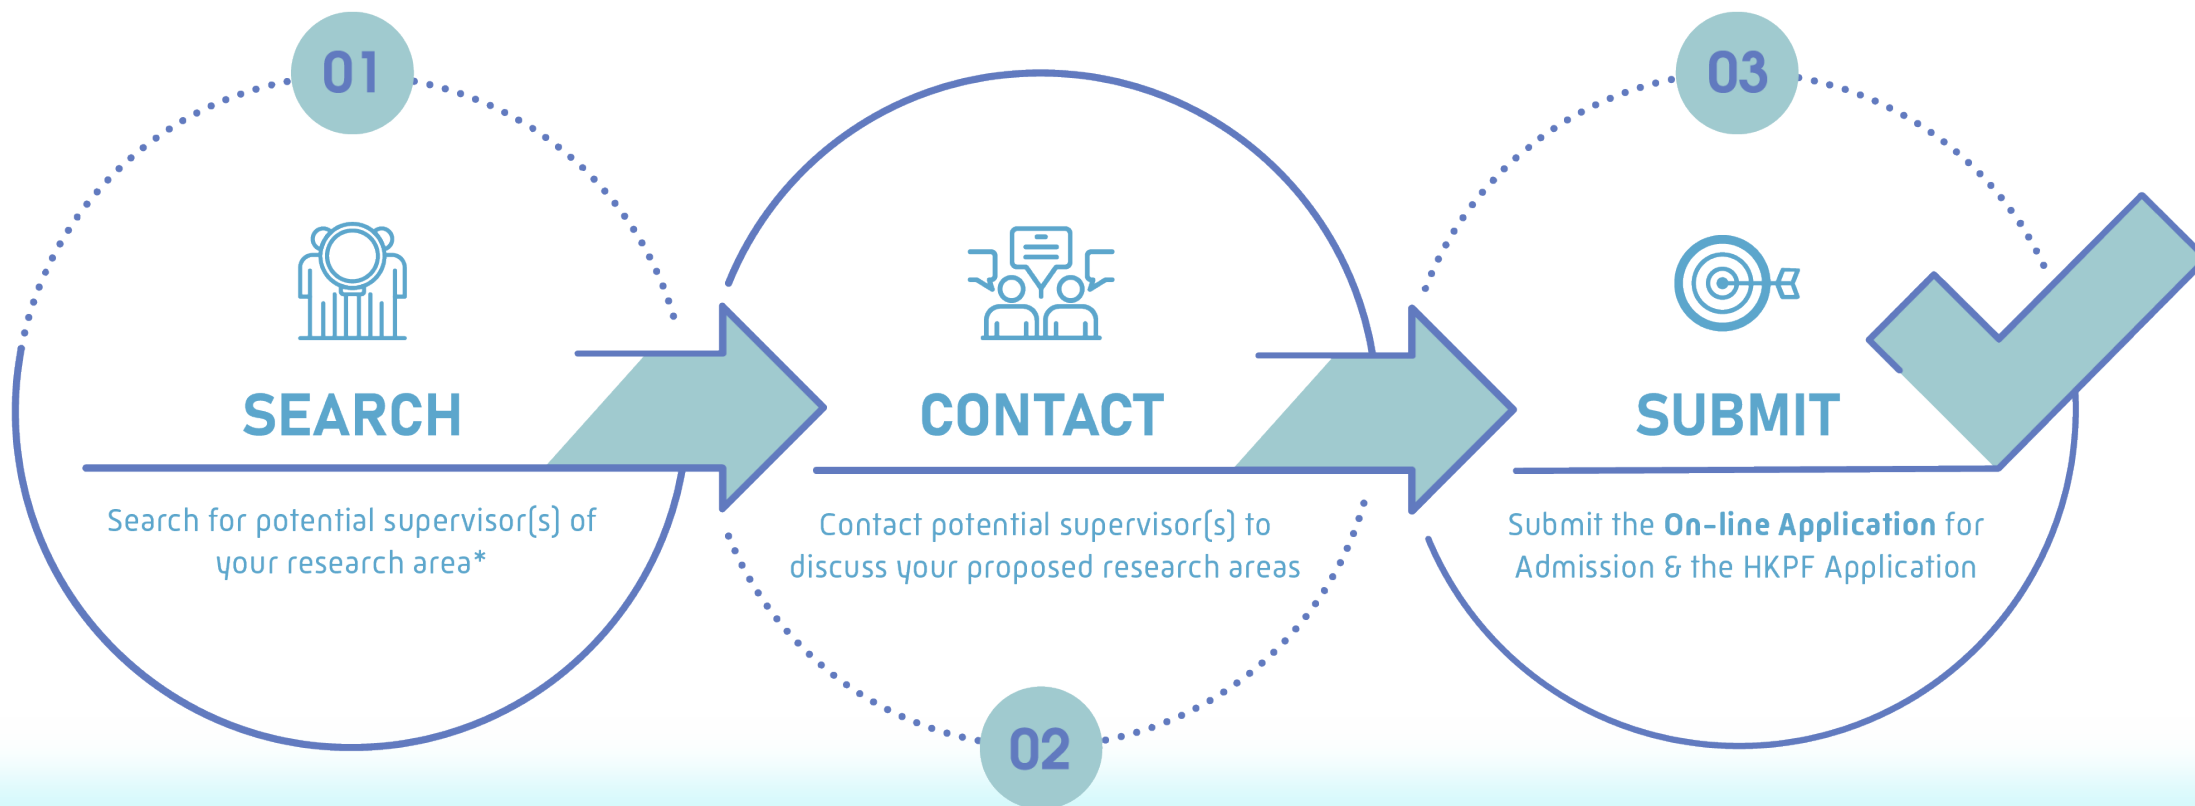 01
SEARCH
Search for potential supervisor(s) of
your research area*
CONTACT
Contact potential supervisor(s) to
discuss your proposed research areas
02
03
SUBMIT
Submit the On-line Application for
Admission & the HKPF Application